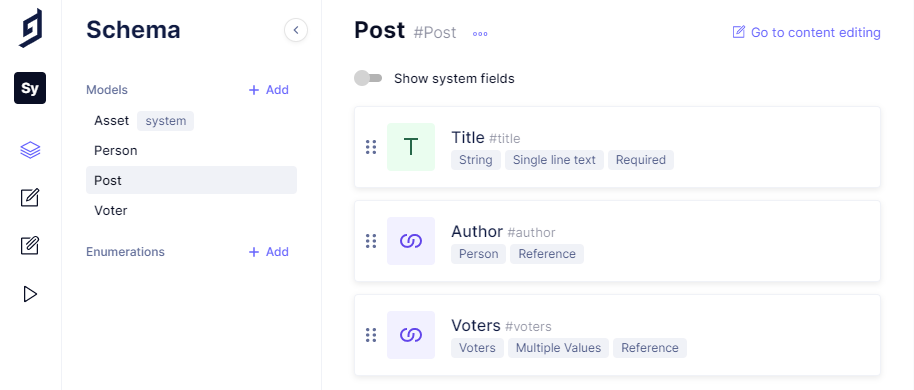 Schema
Sy
Models
+ Add
Asset system
Person
Post
Voter
Enumerations
+ Add
Post #Post
Go to content editing
Show system fields
T
Title #title
String Single line text Required
Author #author
Person Reference
Voters #voters
Voters Multiple Values Reference